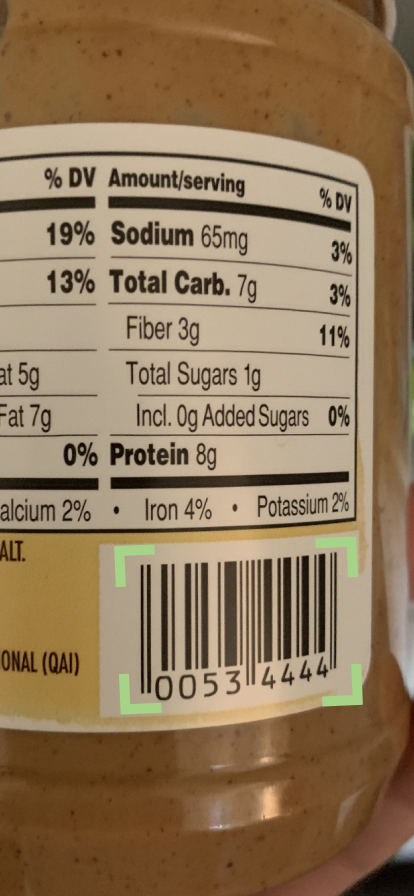 % DV Amount/serving % DV
19% Sodium 65mg 3%
13% Total Carb. 7g 3%
Fiber 3g 11%
at 5g Total Sugars 1g
Fat 7g Incl. 0g Added Sugars 0%
0% Protein 8g
alcium 2% • Iron 4% • Potassium 2%
ALT.
ONAL (QAI)
0053 4444